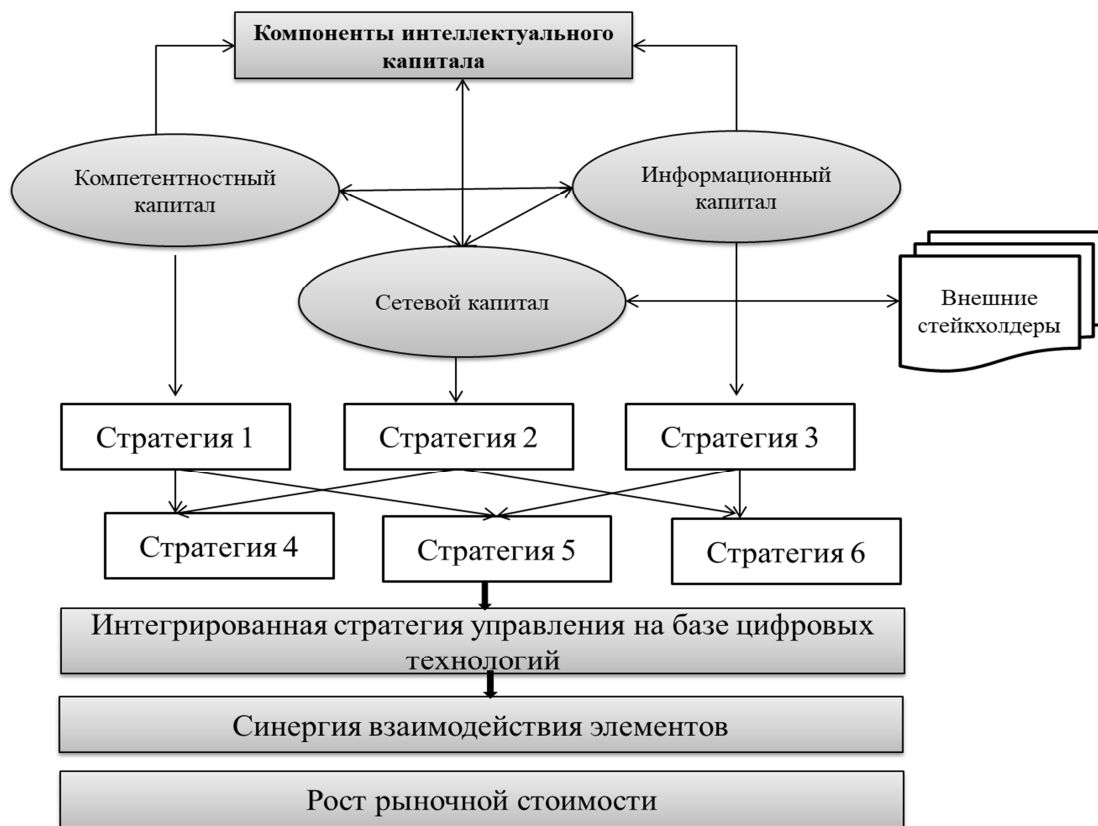 Компоненты интеллектуального
капитала
Компетентностный
капитал
Информационный
капитал
Сетевой капитал
Внешние
стейкхолдеры
Стратегия 1
Стратегия 2
Стратегия 3
Стратегия 4
Стратегия 5
Стратегия 6
Интегрированная стратегия управления на базе цифровых
технологий
Синергия взаимодействия элементов
Рост рыночной стоимости